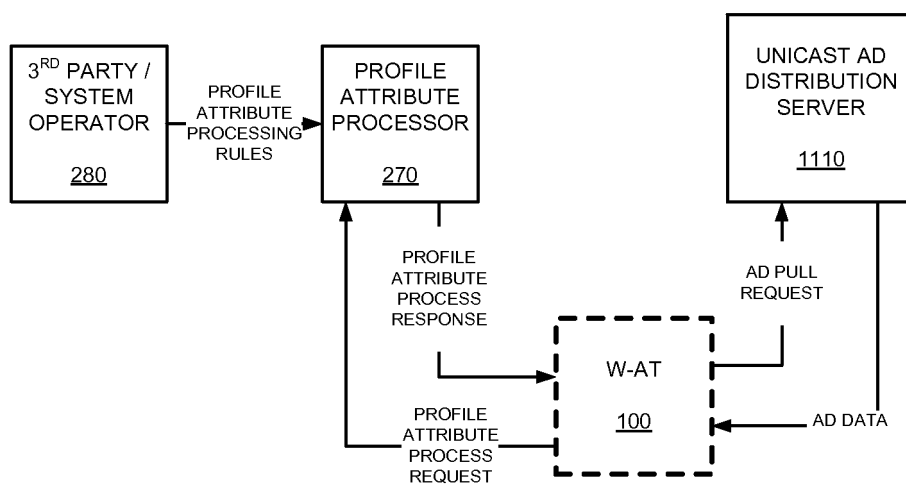 3RD PARTY /
SYSTEM
OPERATOR
280
PROFILE
ATTRIBUTE
PROCESSING
RULES
PROFILE
ATTRIBUTE
PROCESSOR
270
UNICAST AD
DISTRIBUTION
SERVER
1110
PROFILE
ATTRIBUTE
PROCESS
RESPONSE
AD PULL
REQUEST
W-AT
100
PROFILE
ATTRIBUTE
PROCESS
REQUEST
AD DATA